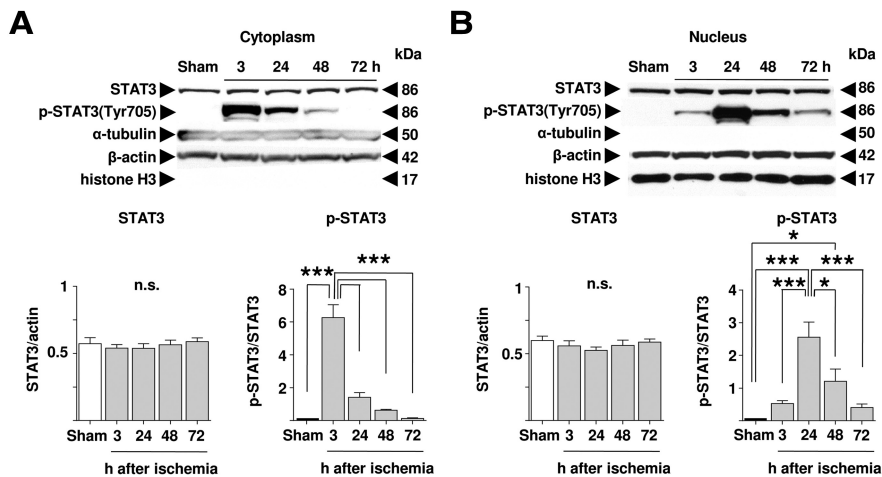 A
Cytoplasm
kDa
Sham 3 24 48 72 h
STAT3 86
p-STAT3(Tyr705) 86
α-tubulin 50
β-actin 42
histone H3 17
STAT3
n.s.
STAT3/actin
1
0.5
Sham 3 24 48 72
h after ischemia
p-STAT3
***
***
p-STAT3/STAT3
8
6
4
2
Sham 3 24 48 72
h after ischemia
B
Nucleus
kDa
Sham 3 24 48 72 h
STAT3 86
p-STAT3(Tyr705) 86
α-tubulin 50
β-actin 42
histone H3 17
STAT3
n.s.
STAT3/actin
1
0.5
Sham 3 24 48 72
h after ischemia
p-STAT3
*
*** ***
*** *
p-STAT3/STAT3
4
3
2
1
Sham 3 24 48 72
h after ischemia